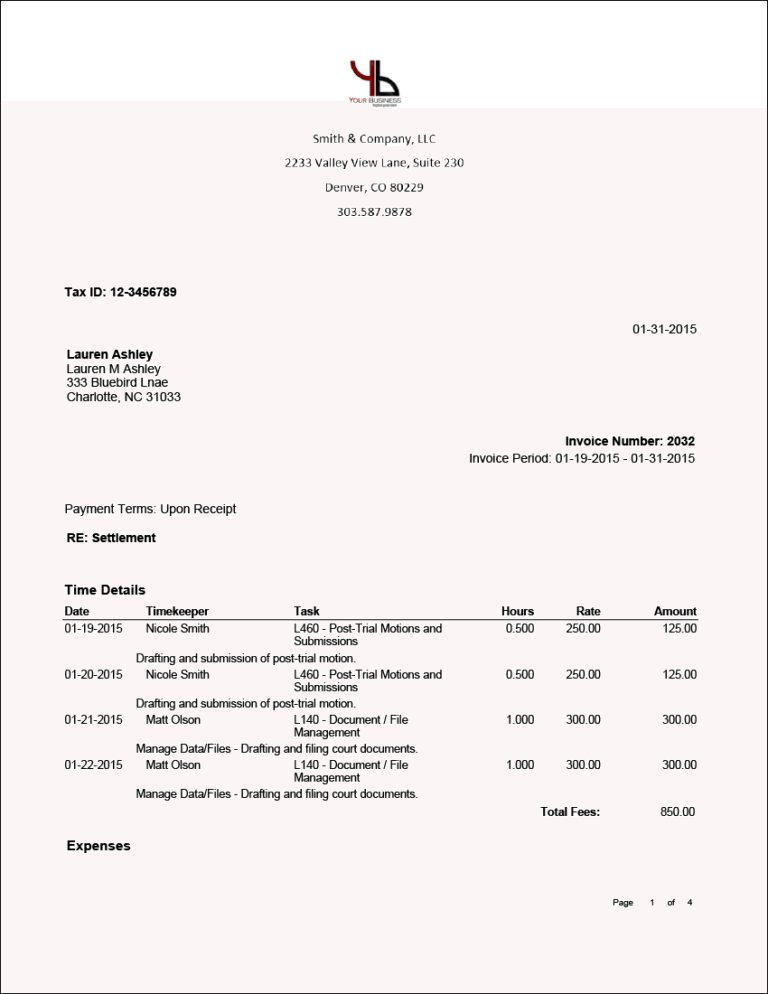 YOUR BUSINESS
Smith & Company, LLC
2233 Valley View Lane, Suite 230
Denver, CO 80229
303.587.9878
Tax ID: 12-3456789
01-31-2015
Lauren Ashley
Lauren M Ashley
333 Bluebird Lnae
Charlotte, NC 31033
Invoice Number: 2032
Invoice Period: 01-19-2015 - 01-31-2015
Payment Terms: Upon Receipt
RE: Settlement
Time Details
Date Timekeeper Task Hours Rate Amount
01-19-2015 Nicole Smith L460 - Post-Trial Motions and 0.500 250.00 125.00
Submissions
Drafting and submission of post-trial motion.
01-20-2015 Nicole Smith L460 - Post-Trial Motions and 0.500 250.00 125.00
Submissions
Drafting and submission of post-trial motion.
01-21-2015 Matt Olson L140 - Document / File 1.000 300.00 300.00
Management
Manage Data/Files - Drafting and filing court documents.
01-22-2015 Matt Olson L140 - Document / File 1.000 300.00 300.00
Management
Manage Data/Files - Drafting and filing court documents.
Total Fees: 850.00
Expenses
Page 1 of 4